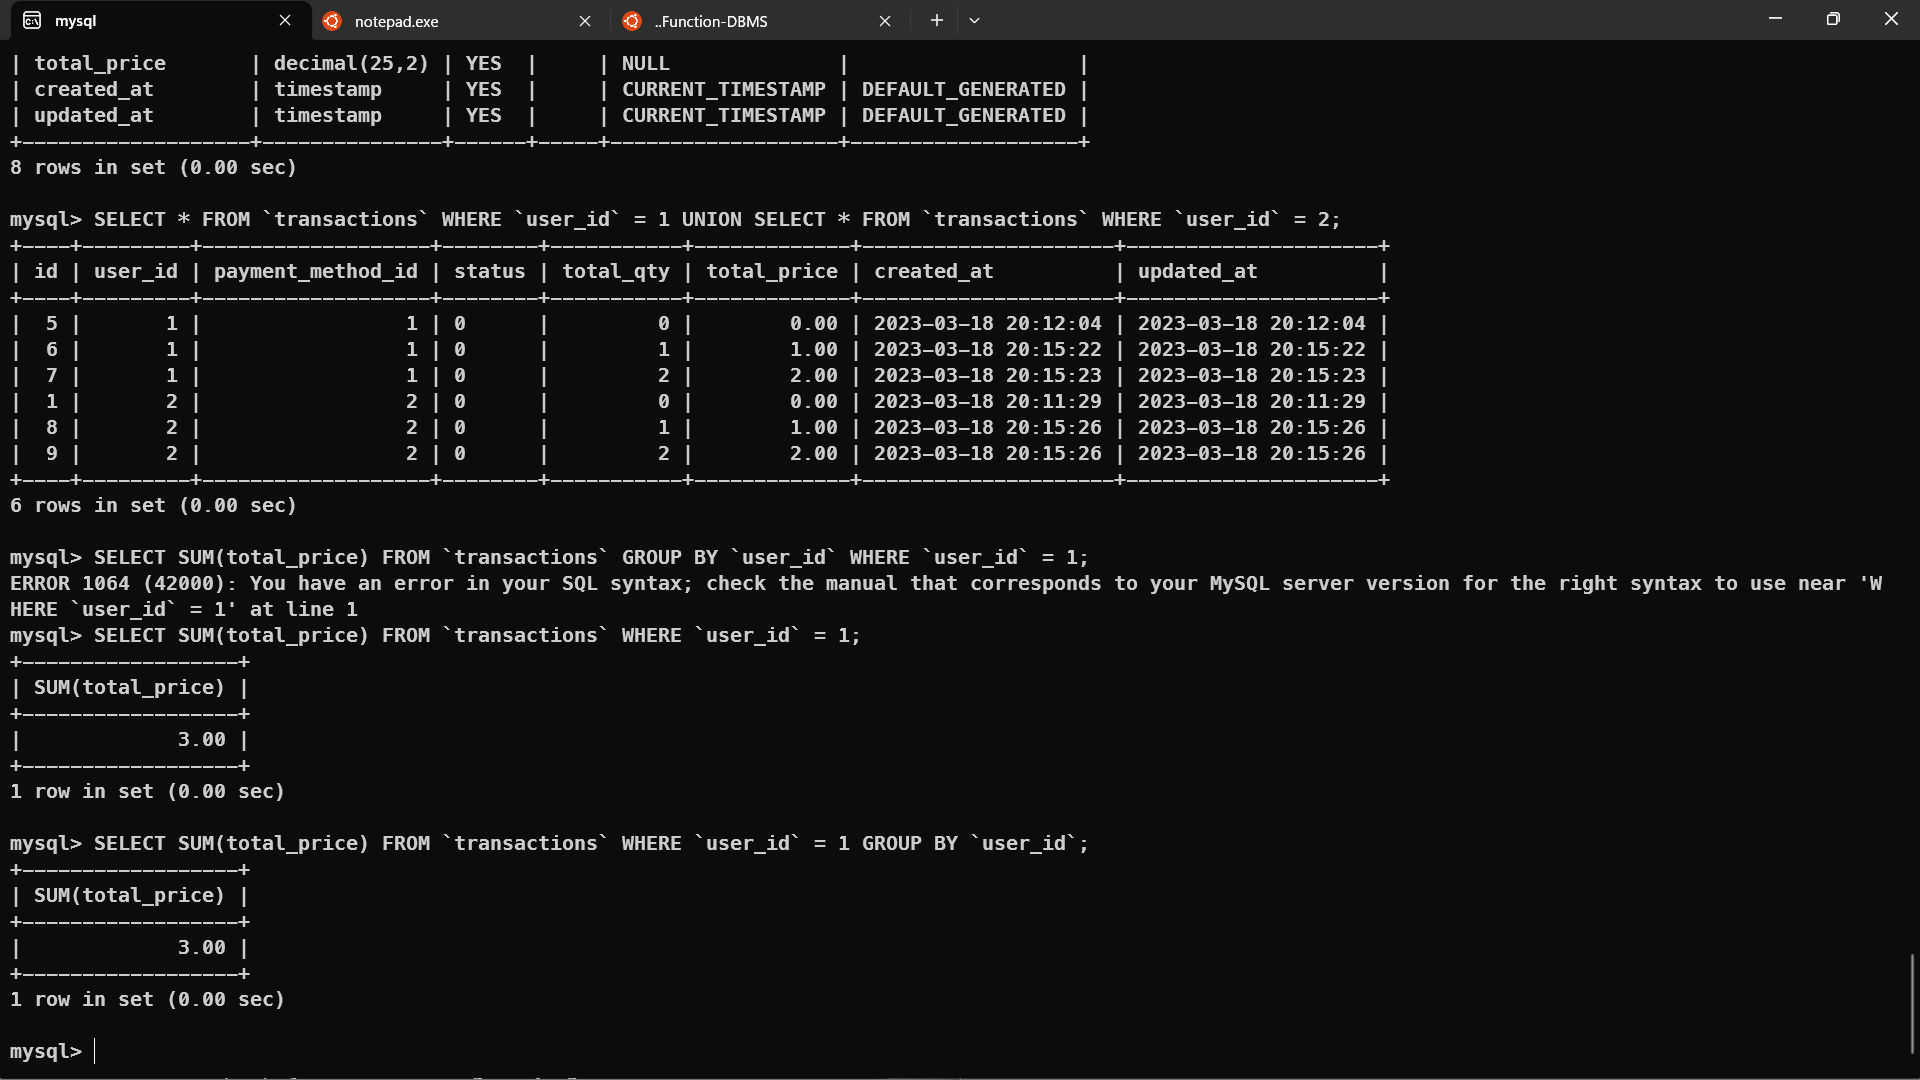 mysql
notepad.exe
..Function-DBMS
| total_price       | decimal(25,2) | YES  |     | NULL              |                   |
| created_at        | timestamp     | YES  |     | CURRENT_TIMESTAMP | DEFAULT_GENERATED |
| updated_at        | timestamp     | YES  |     | CURRENT_TIMESTAMP | DEFAULT_GENERATED |
+-------------------+---------------+------+-----+-------------------+-------------------+
8 rows in set (0.00 sec)
mysql> SELECT * FROM `transactions` WHERE `user_id` = 1 UNION SELECT * FROM `transactions` WHERE `user_id` = 2;
+----+---------+-------------------+--------+-----------+-------------+---------------------+---------------------+
| id | user_id | payment_method_id | status | total_qty | total_price | created_at          | updated_at          |
+----+---------+-------------------+--------+-----------+-------------+---------------------+---------------------+
|  5 |       1 |                 1 | 0      |         0 |        0.00 | 2023-03-18 20:12:04 | 2023-03-18 20:12:04 |
|  6 |       1 |                 1 | 0      |         1 |        1.00 | 2023-03-18 20:15:22 | 2023-03-18 20:15:22 |
|  7 |       1 |                 1 | 0      |         2 |        2.00 | 2023-03-18 20:15:23 | 2023-03-18 20:15:23 |
|  1 |       2 |                 2 | 0      |         0 |        0.00 | 2023-03-18 20:11:29 | 2023-03-18 20:11:29 |
|  8 |       2 |                 2 | 0      |         1 |        1.00 | 2023-03-18 20:15:26 | 2023-03-18 20:15:26 |
|  9 |       2 |                 2 | 0      |         2 |        2.00 | 2023-03-18 20:15:26 | 2023-03-18 20:15:26 |
+----+---------+-------------------+--------+-----------+-------------+---------------------+---------------------+
6 rows in set (0.00 sec)
mysql> SELECT SUM(total_price) FROM `transactions` GROUP BY `user_id` WHERE `user_id` = 1;
ERROR 1064 (42000): You have an error in your SQL syntax; check the manual that corresponds to your MySQL server version for the right syntax to use near 'W
HERE `user_id` = 1' at line 1
mysql> SELECT SUM(total_price) FROM `transactions` WHERE `user_id` = 1;
+------------------+
| SUM(total_price) |
+------------------+
|             3.00 |
+------------------+
1 row in set (0.00 sec)
mysql> SELECT SUM(total_price) FROM `transactions` WHERE `user_id` = 1 GROUP BY `user_id`;
+------------------+
| SUM(total_price) |
+------------------+
|             3.00 |
+------------------+
1 row in set (0.00 sec)
mysql>